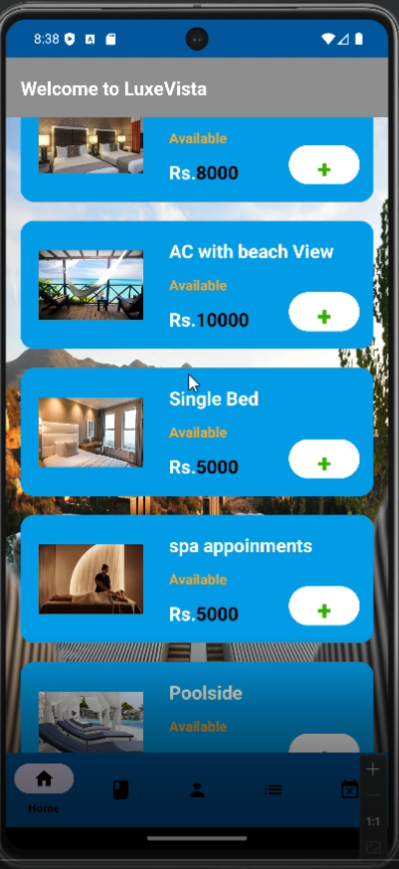 8:38
Welcome to LuxeVista
Available
Rs.8000
+
AC with beach View
Available
Rs.10000
+
Single Bed
Available
Rs.5000
+
spa appoinments
Available
Rs.5000
+
Poolside
Available
Home
1:1